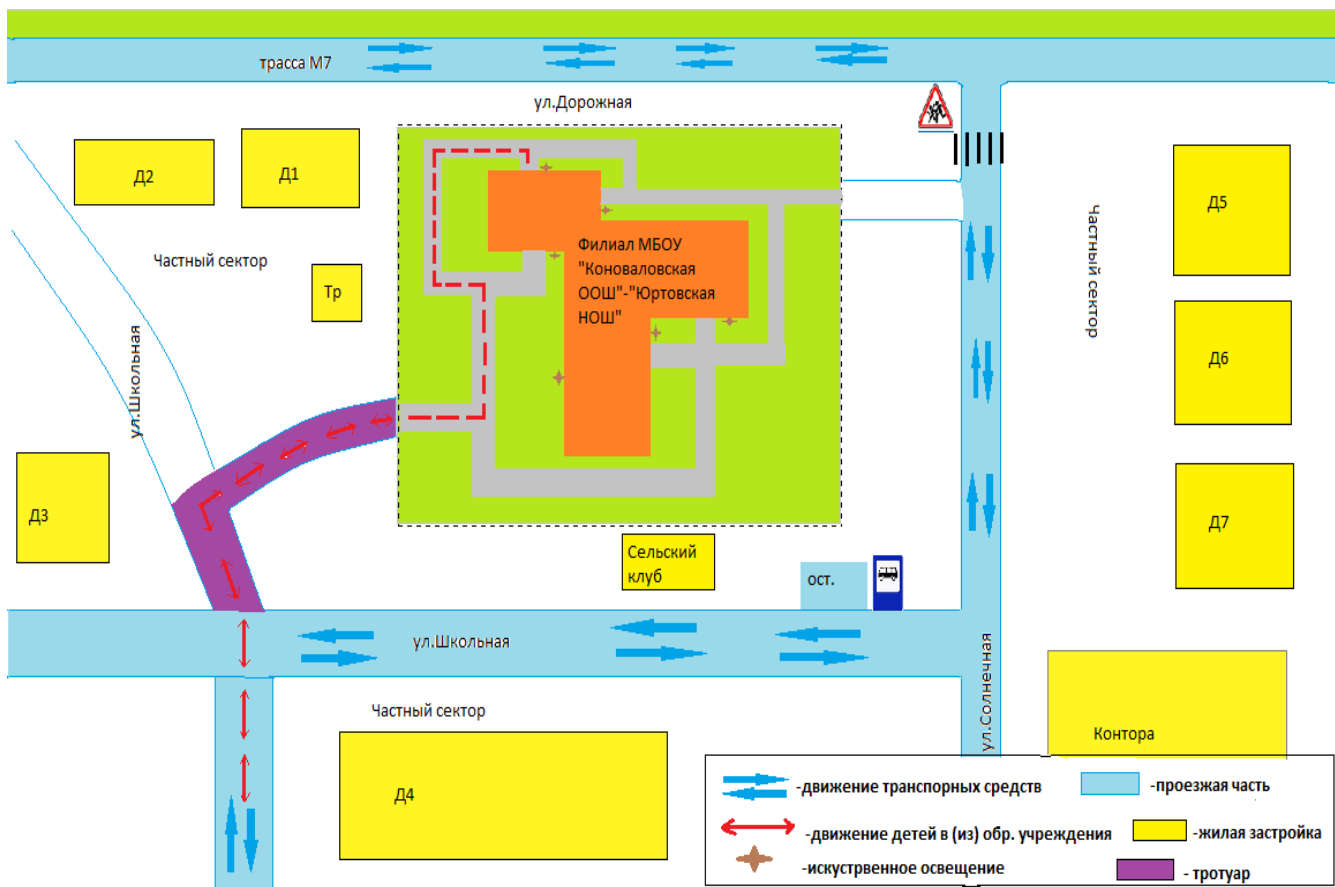 трасса М7
ул.Дорожная
Д2
Д1
Д5
Частный сектор
Частный сектор
Филиал МБОУ
"Коноваловская
ООШ"-"Юртовская
НОШ"
Тр
ул.Школьная
Д6
Д3
Д7
Сельский
клуб
ост.
ул.Школьная
ул.Солнечная
Частный сектор
Контора
Д4
-движение транспорных средств
-проезжая часть
-движение детей в (из) обр. учреждения
-жилая застройка
-искуственное освещение
- тротуар